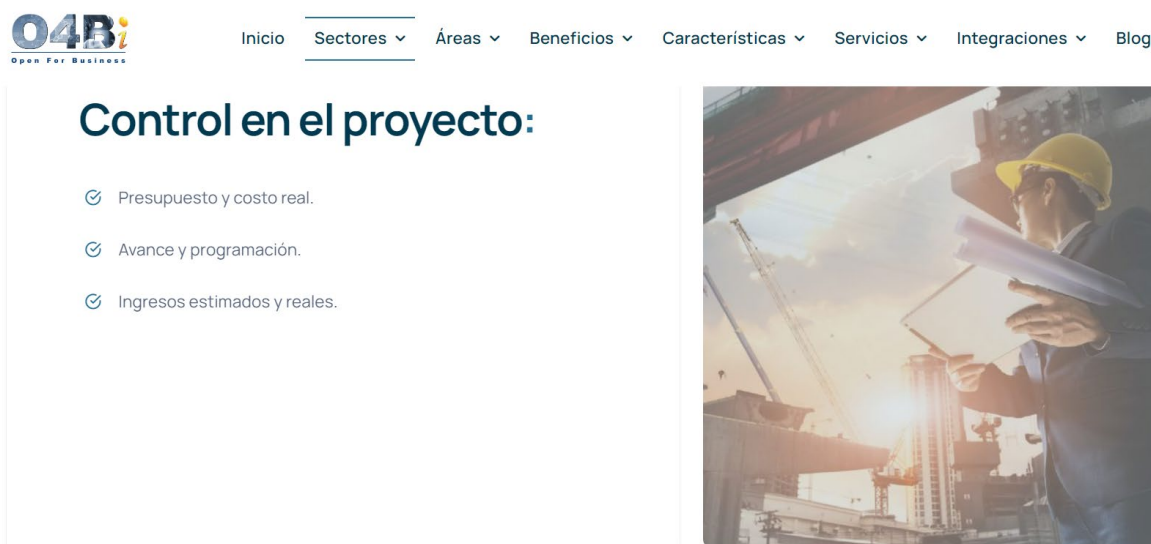 O4Bi
Open For Business
Inicio Sectores Áreas Beneficios Características Servicios Integraciones Blog
Control en el proyecto:
Presupuesto y costo real.
Avance y programación.
Ingresos estimados y reales.